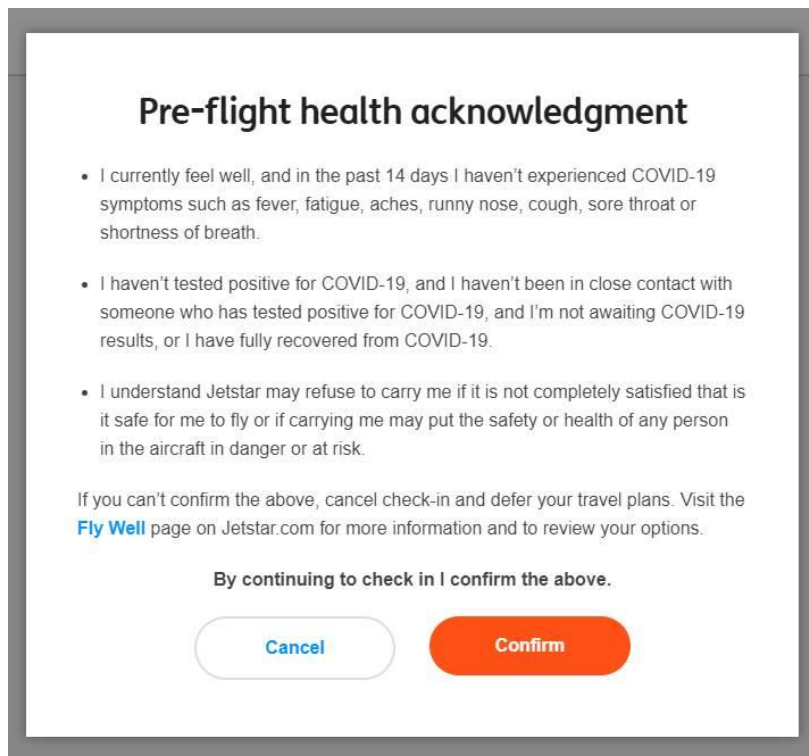 Pre-flight health acknowledgment
• I currently feel well, and in the past 14 days I haven't experienced COVID-19
symptoms such as fever, fatigue, aches, runny nose, cough, sore throat or
shortness of breath.
• I haven't tested positive for COVID-19, and I haven't been in close contact with
someone who has tested positive for COVID-19, and I'm not awaiting COVID-19
results, or I have fully recovered from COVID-19.
• I understand Jetstar may refuse to carry me if it is not completely satisfied that is
it safe for me to fly or if carrying me may put the safety or health of any person
in the aircraft in danger or at risk.
If you can't confirm the above, cancel check-in and defer your travel plans. Visit the
Fly Well page on Jetstar.com for more information and to review your options.
By continuing to check in I confirm the above.
Cancel Confirm